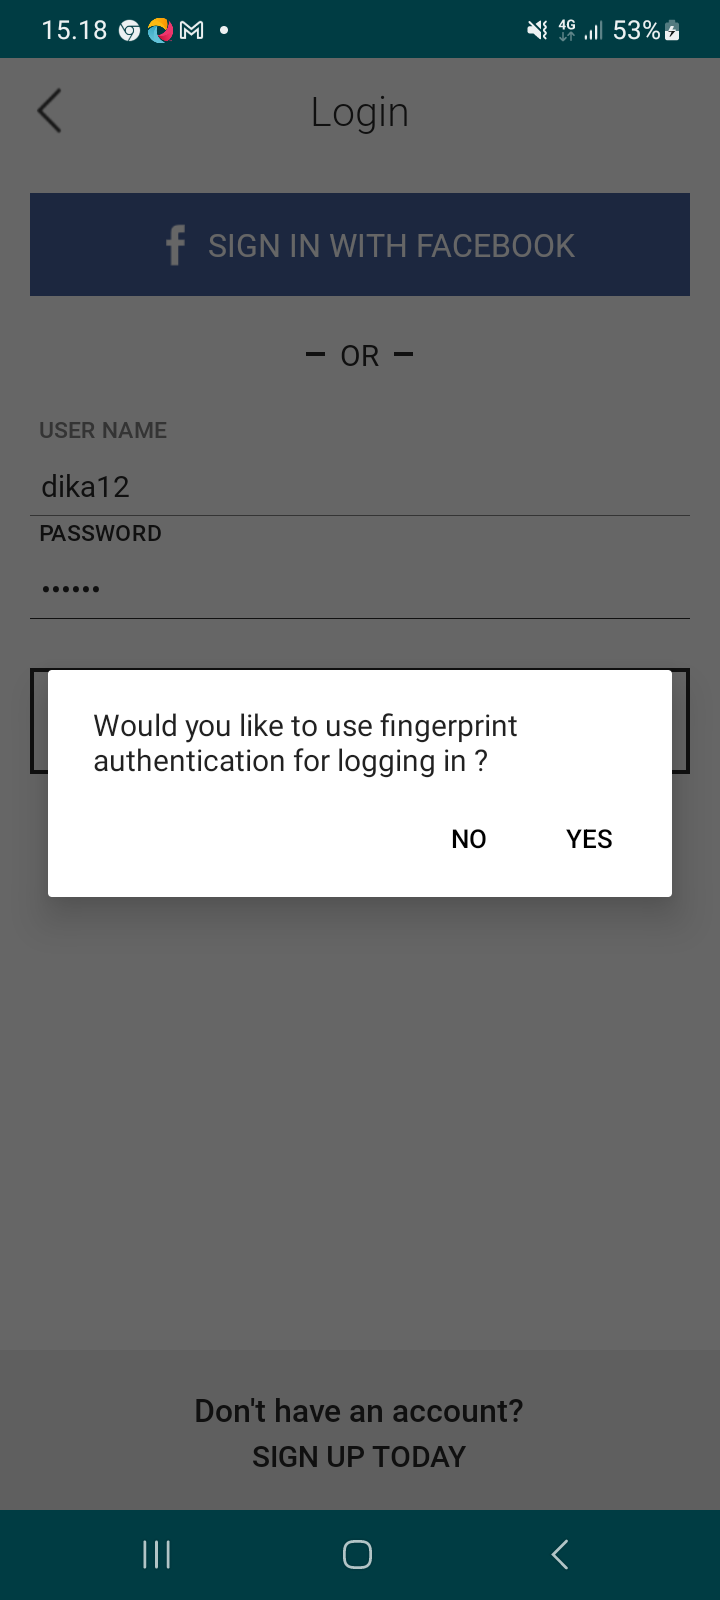 15.18 4G 53%
Login
f SIGN IN WITH FACEBOOK
– OR –
USER NAME
dika12
PASSWORD
••••••
Would you like to use fingerprint
authentication for logging in ?
NO YES
Don't have an account?
SIGN UP TODAY